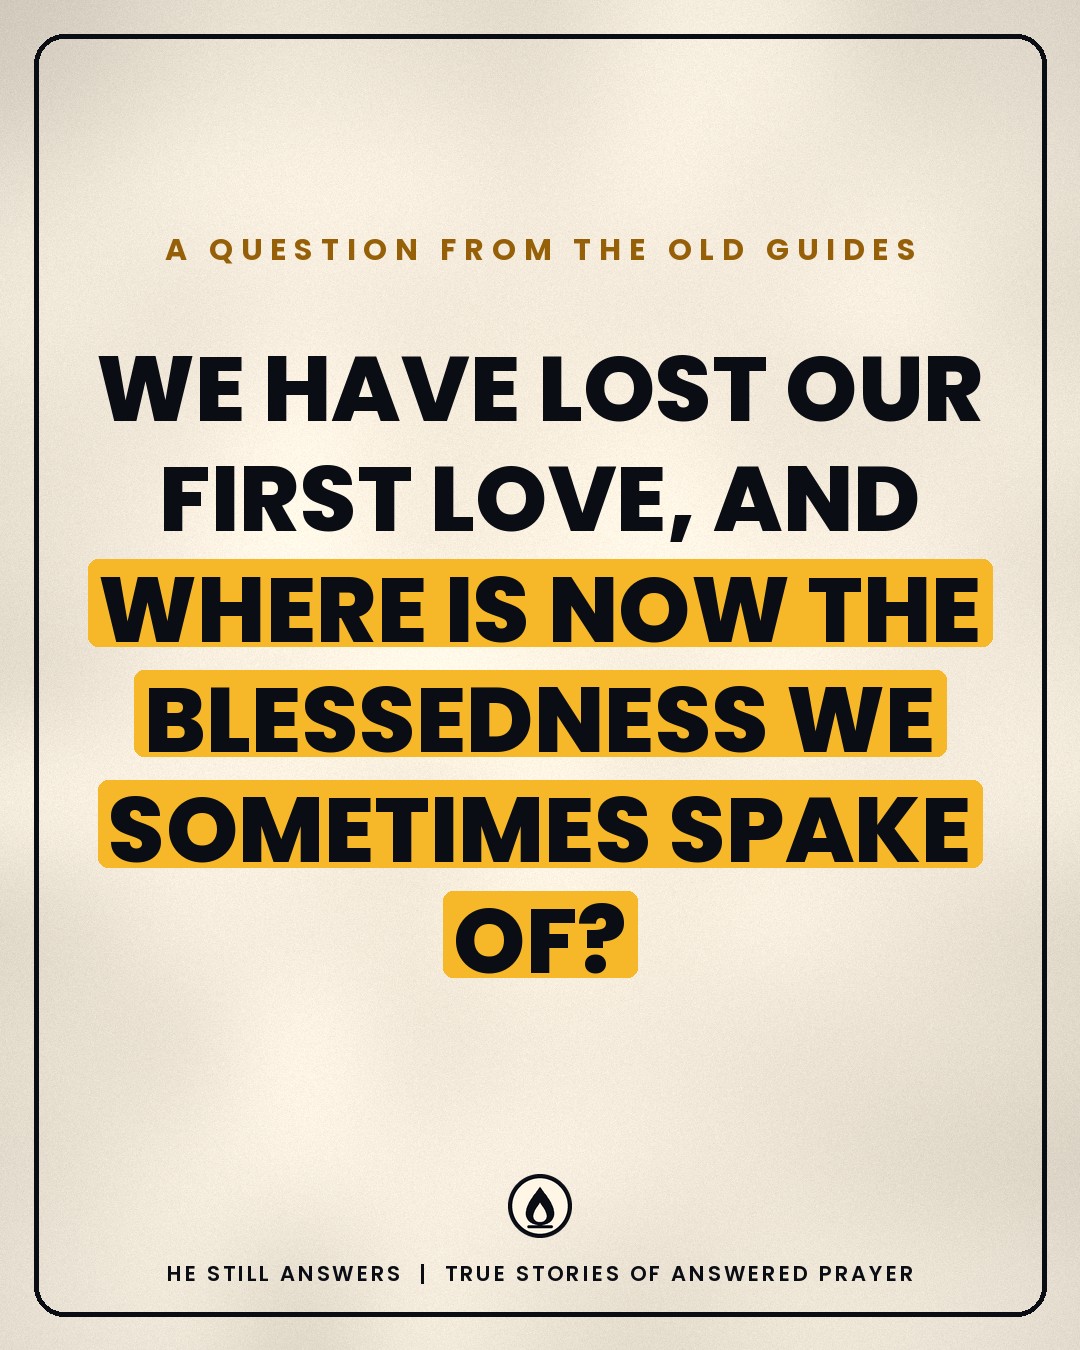 A QUESTION FROM THE OLD GUIDES
WE HAVE LOST OUR
FIRST LOVE, AND
WHERE IS NOW THE
BLESSEDNESS WE
SOMETIMES SPAKE
OF?
HE STILL ANSWERS | TRUE STORIES OF ANSWERED PRAYER